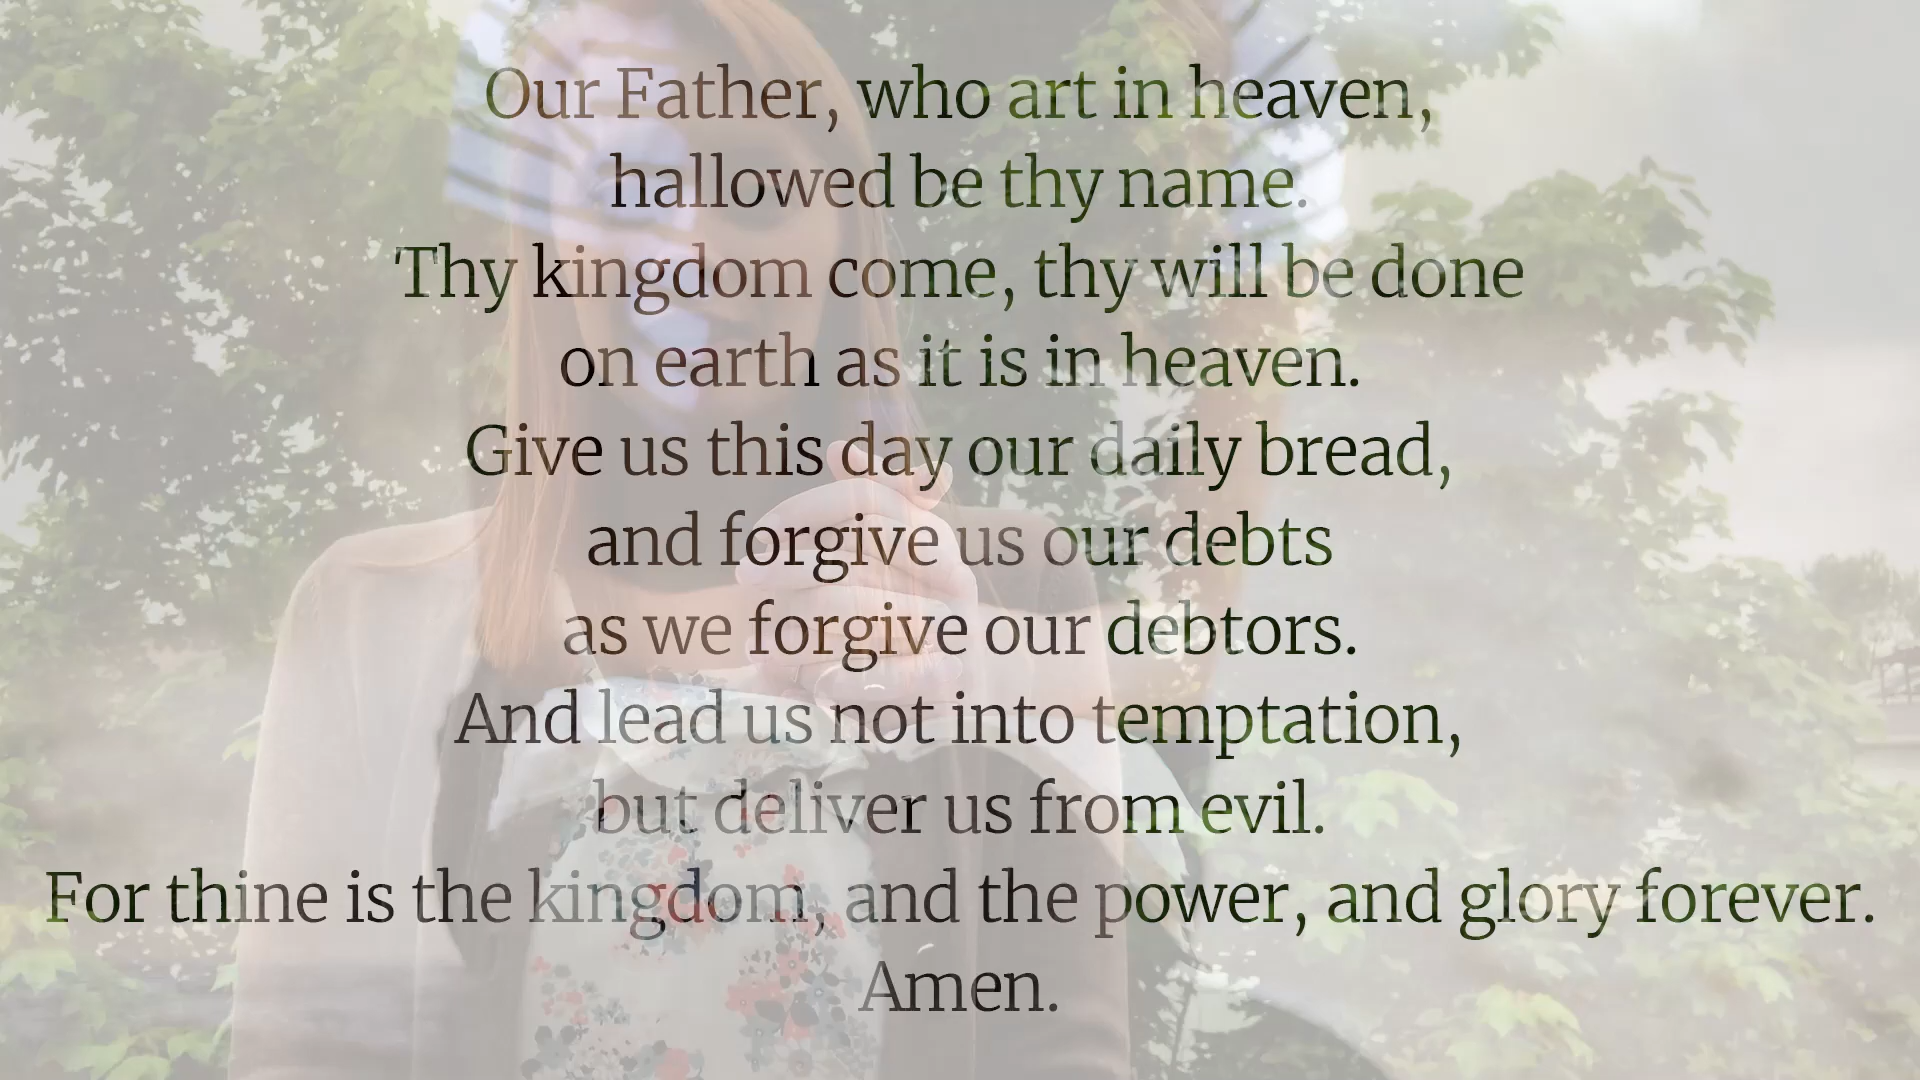 Our Father, who art in heaven,
hallowed be thy name.
Thy kingdom come, thy will be done
on earth as it is in heaven.
Give us this day our daily bread,
and forgive us our debts
as we forgive our debtors.
And lead us not into temptation,
but deliver us from evil.
For thine is the kingdom, and the power, and glory forever.
Amen.